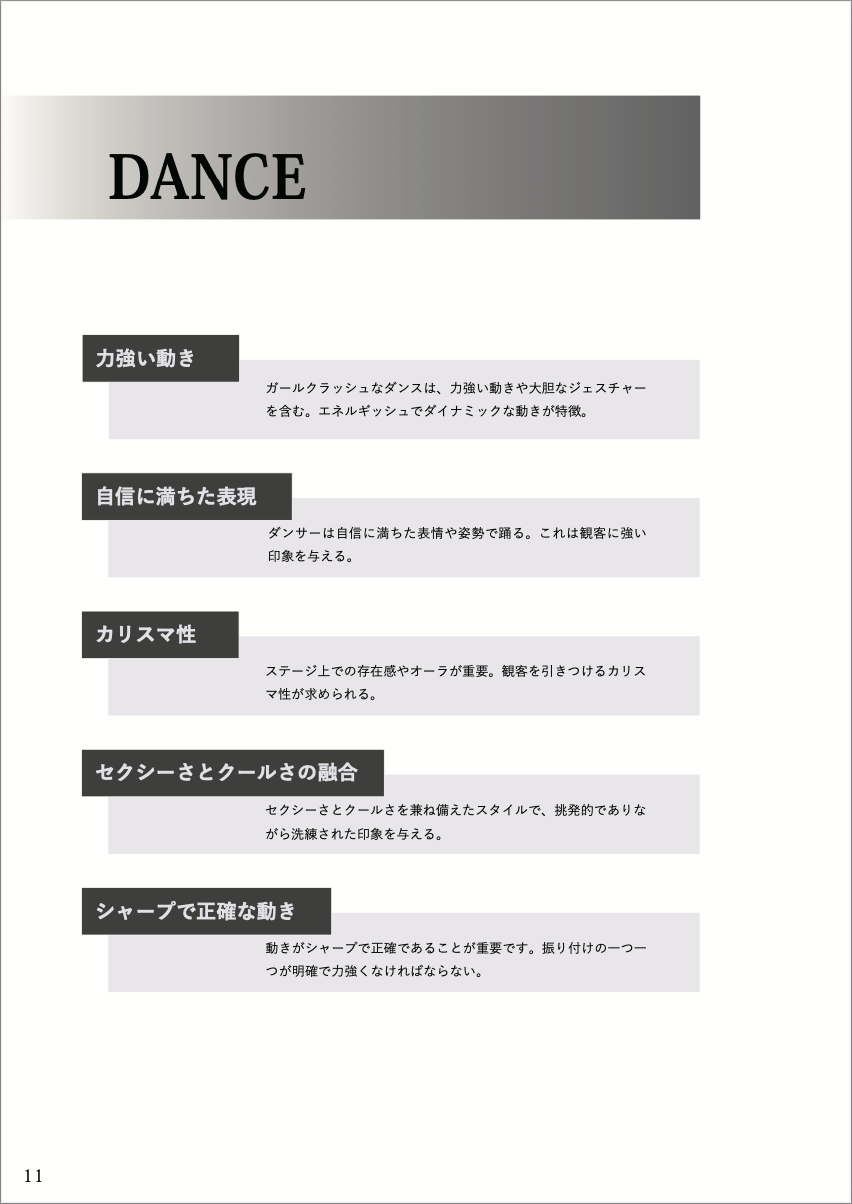 DANCE
力強い動き
ガールクラッシュなダンスは、力強い動きや大胆なジェスチャー
を含む。エネルギッシュでダイナミックな動きが特徴。
自信に満ちた表現
ダンサーは自信に満ちた表情や姿勢で踊る。これは観客に強い
印象を与える。
カリスマ性
ステージ上での存在感やオーラが重要。観客を引きつけるカリス
マ性が求められる。
セクシーさとクールさの融合
セクシーさとクールさを兼ね備えたスタイルで、挑発的でありな
がら洗練された印象を与える。
シャープで正確な動き
動きがシャープで正確であることが重要です。振り付けの一つ一
つが明確で力強くなければならない。
11